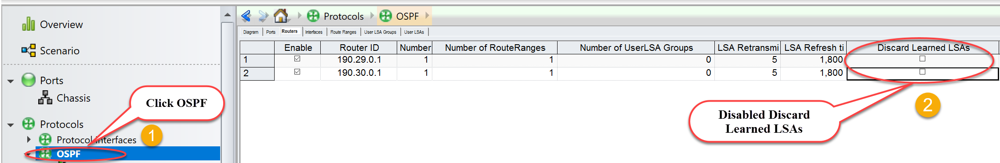 Overview
Scenario
Ports
Chassis
Protocols
Protocol Interfaces
OSPF
Click OSPF
1
Protocols OSPF
Diagram Ports Routers Interfaces Route Ranges User LSA Groups User LSAs
Enable Router ID Number Number of RouteRanges Number of UserLSA Groups LSA Retransmi LSA Refresh ti Discard Learned LSAs
1 190.29.0.1 1 1 0 5 1,800
2 190.30.0.1 1 1 0 5 1,800
Disabled Discard
Learned LSAs
2